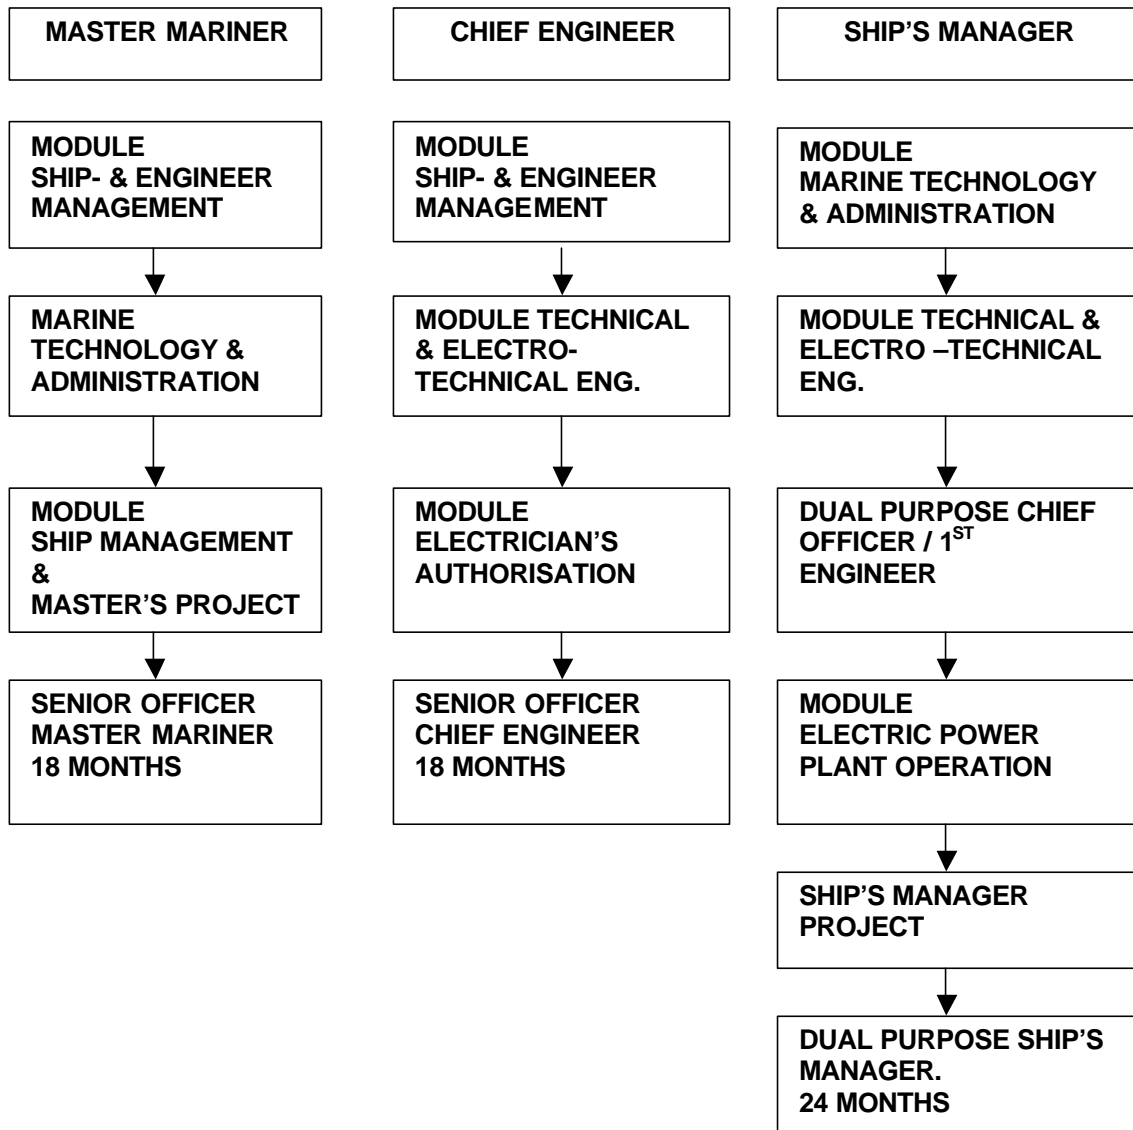 MASTER MARINER
CHIEF ENGINEER
SHIP’S MANAGER
MODULE
SHIP- & ENGINEER
MANAGEMENT
MARINE
TECHNOLOGY &
ADMINISTRATION
MODULE
SHIP MANAGEMENT
&
MASTER’S PROJECT
SENIOR OFFICER
MASTER MARINER
18 MONTHS
MODULE
SHIP- & ENGINEER
MANAGEMENT
MODULE TECHNICAL
& ELECTRO-
TECHNICAL ENG.
MODULE
ELECTRICIAN’S
AUTHORISATION
SENIOR OFFICER
CHIEF ENGINEER
18 MONTHS
MODULE
MARINE TECHNOLOGY
& ADMINISTRATION
MODULE TECHNICAL &
ELECTRO –TECHNICAL
ENG.
DUAL PURPOSE CHIEF
OFFICER / 1ST
ENGINEER
MODULE
ELECTRIC POWER
PLANT OPERATION
SHIP’S MANAGER
PROJECT
DUAL PURPOSE SHIP’S
MANAGER.
24 MONTHS